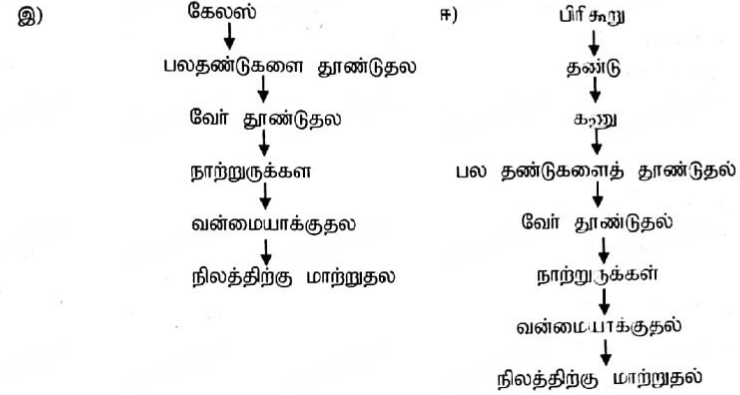 இ)
கேலஸ்
பலதண்டுகளை தூண்டுதல
வேர் தூண்டுதல
நாற்றுருக்கள
வன்மையாக்குதல
நிலத்திற்கு மாற்றுதல
ஈ)
பிரிகூறு
தண்டு
கணு
பல தண்டுகளைத் தூண்டுதல்
வேர் தூண்டுதல்
நாற்றுருக்கள்
வன்மையாக்குதல்
நிலத்திற்கு மாற்றுதல்